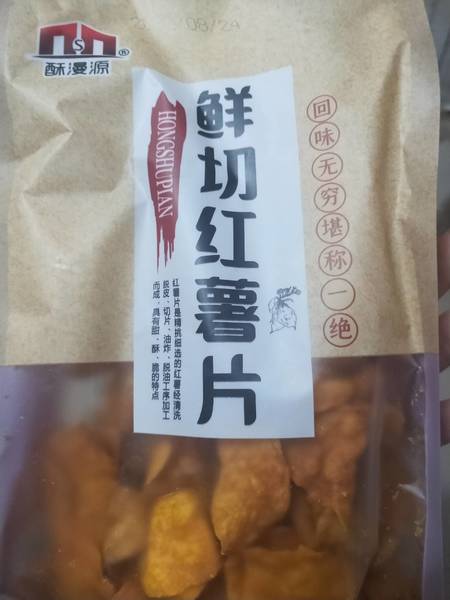 08/24
酥漫源
鲜切红薯片
HONGSHUPIAN
回味无穷堪称一绝
红薯片是精挑细选的红薯经清洗
脱皮、切片、油炸、脱油工序加工
而成，具有甜、酥、脆的特点